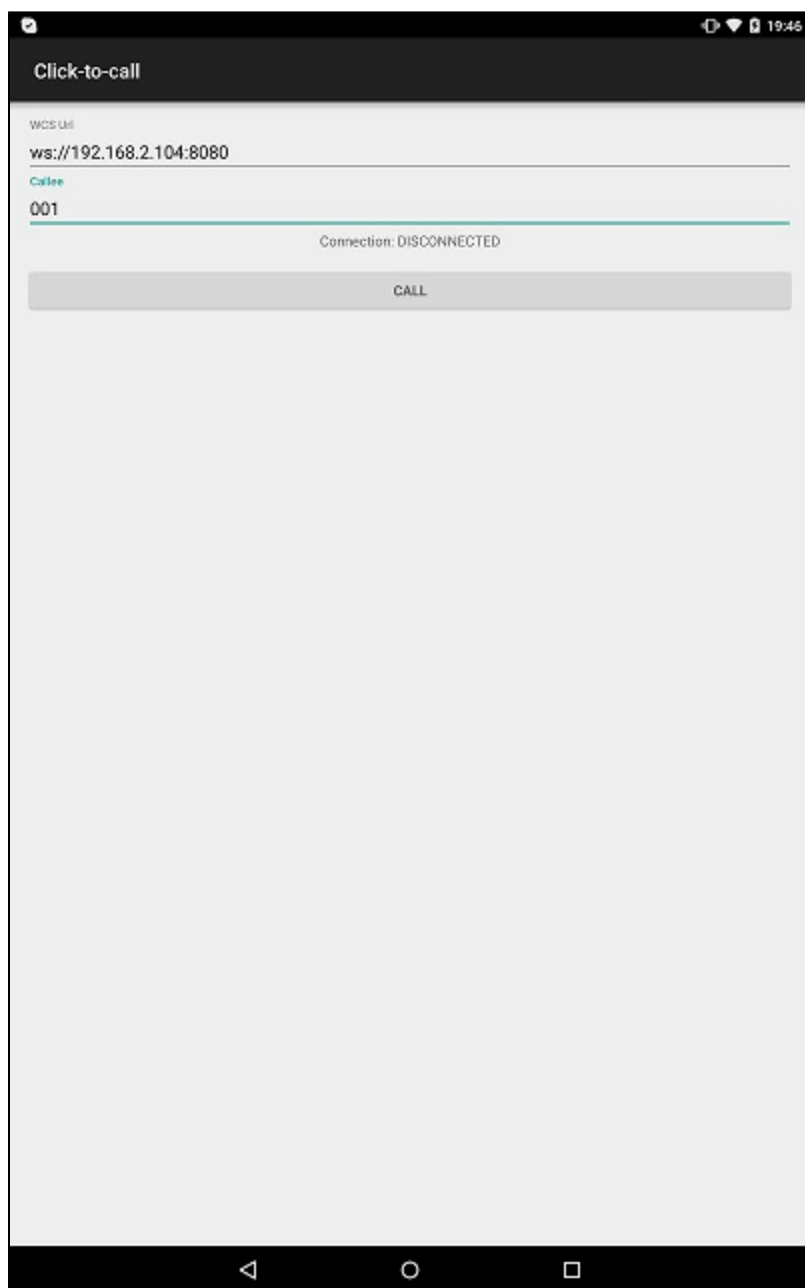 19:46
Click-to-call
WCS Url
ws://192.168.2.104:8080
Callee
001
Connection: DISCONNECTED
CALL